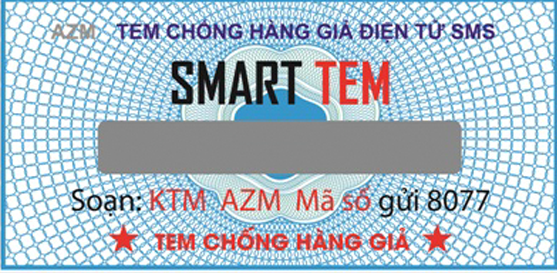 AZM TEM CHỐNG HÀNG GIẢ ĐIỆN TỬ SMS
SMART TEM
Soạn: KTM AZM Mã số gửi 8077
TEM CHỐNG HÀNG GIẢ